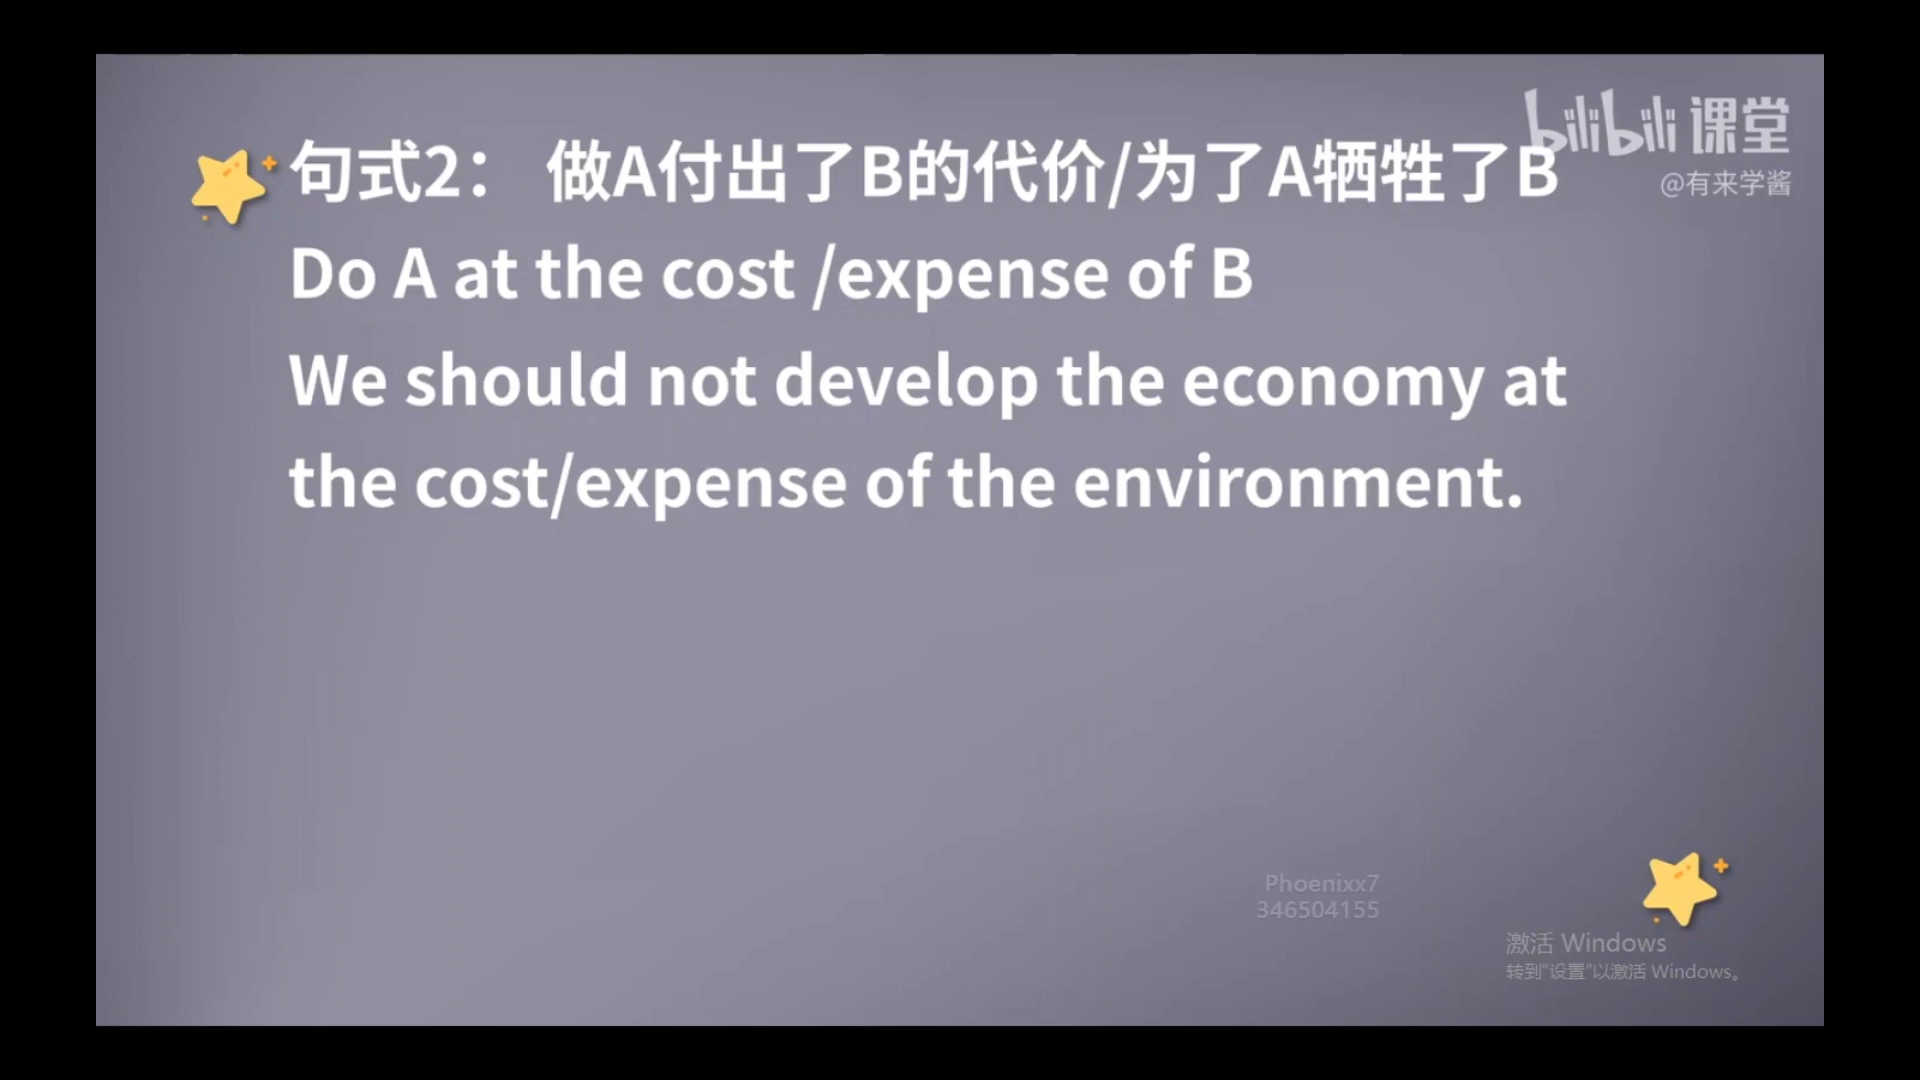 bilibili 课堂
@有来学酱
句式2： 做A付出了B的代价/为了A牺牲了B
Do A at the cost /expense of B
We should not develop the economy at
the cost/expense of the environment.
Phoenixx7
346504155
激活 Windows
转到“设置”以激活 Windows。